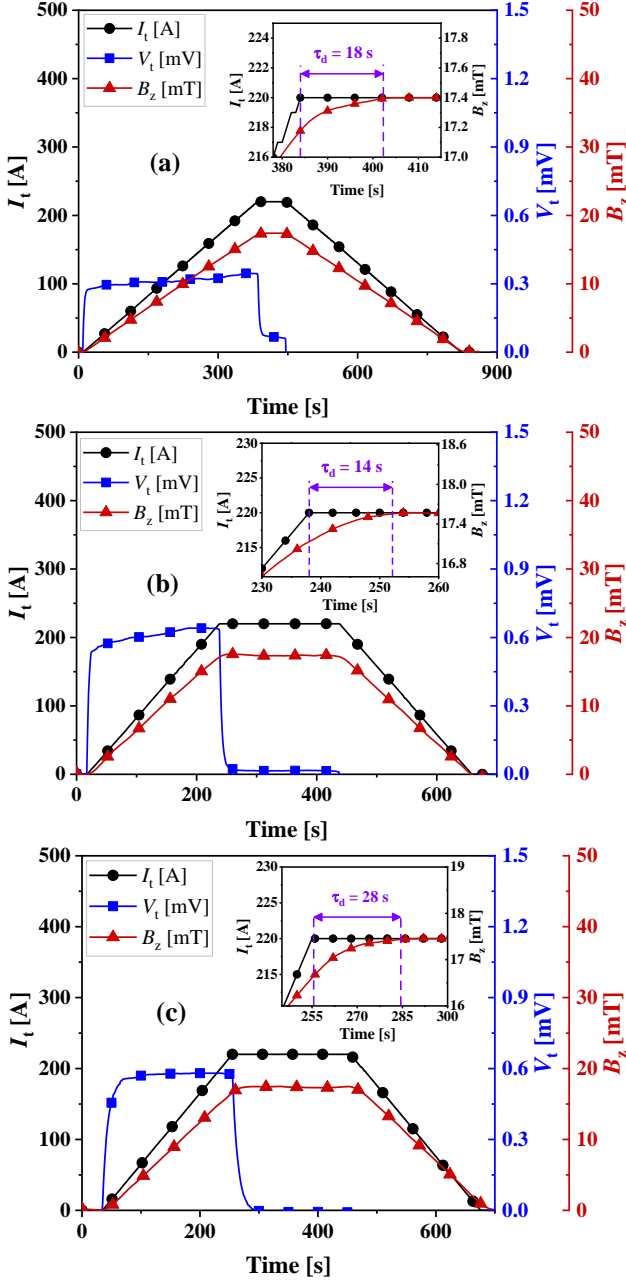 500
400
300
200
100
0
I_t [A]
I_t [A]
V_t [mV]
B_z [mT]
(a)
224
222
220
218
216
I_t [A]
τ_d = 18 s
17.8
17.6
17.4
17.2
17.0
B_z [mT]
380 390 400 410
Time [s]
1.5
1.2
0.9
0.6
0.3
0.0
V_t [mV]
50
40
30
20
10
0
B_z [mT]
0 300 600 900
Time [s]
500
400
300
200
100
0
I_t [A]
I_t [A]
V_t [mV]
B_z [mT]
(b)
230
225
220
215
I_t [A]
τ_d = 14 s
18.6
18.0
17.4
16.8
B_z [mT]
230 240 250 260
Time [s]
1.5
1.2
0.9
0.6
0.3
0.0
V_t [mV]
50
40
30
20
10
0
B_z [mT]
0 200 400 600
Time [s]
500
400
300
200
100
0
I_t [A]
I_t [A]
V_t [mV]
B_z [mT]
(c)
230
225
220
215
I_t [A]
τ_d = 28 s
19
18
17
16
B_z [mT]
255 270 285 300
Time [s]
1.5
1.2
0.9
0.6
0.3
0.0
V_t [mV]
50
40
30
20
10
0
B_z [mT]
0 200 400 600
Time [s]